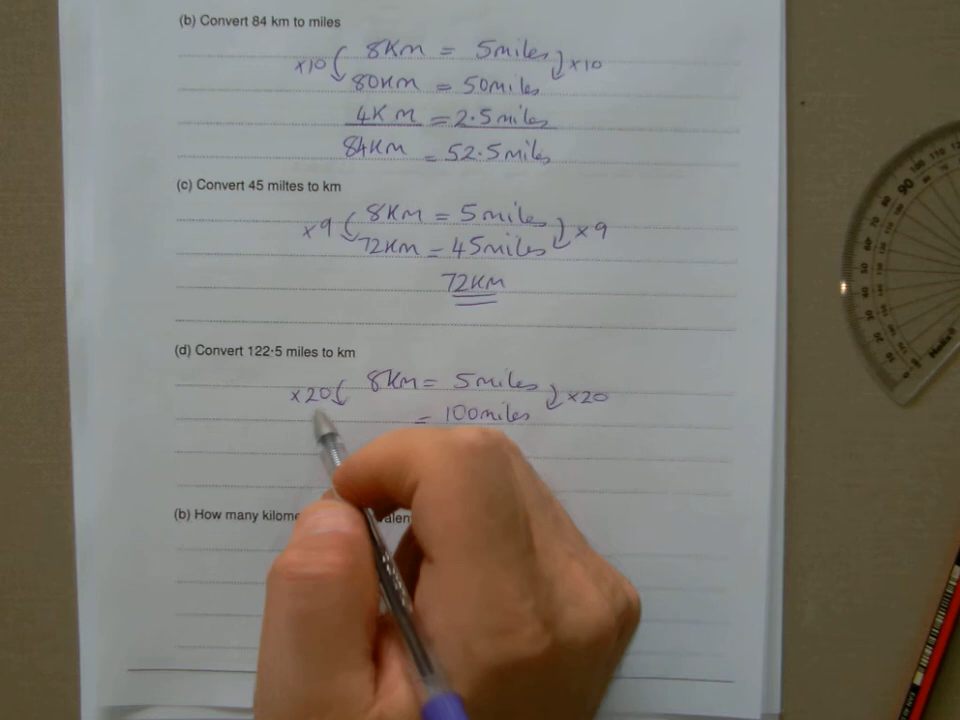 (b) Convert 84 km to miles
×10 8Km = 5miles ×10
80Km = 50miles
4Km = 2.5miles
84Km = 52.5miles
(c) Convert 45 miltes to km
×9 8Km = 5miles ×9
72Km = 45miles
72Km
(d) Convert 122·5 miles to km
×20 8Km = 5miles ×20
= 100miles
(b) How many
Helix